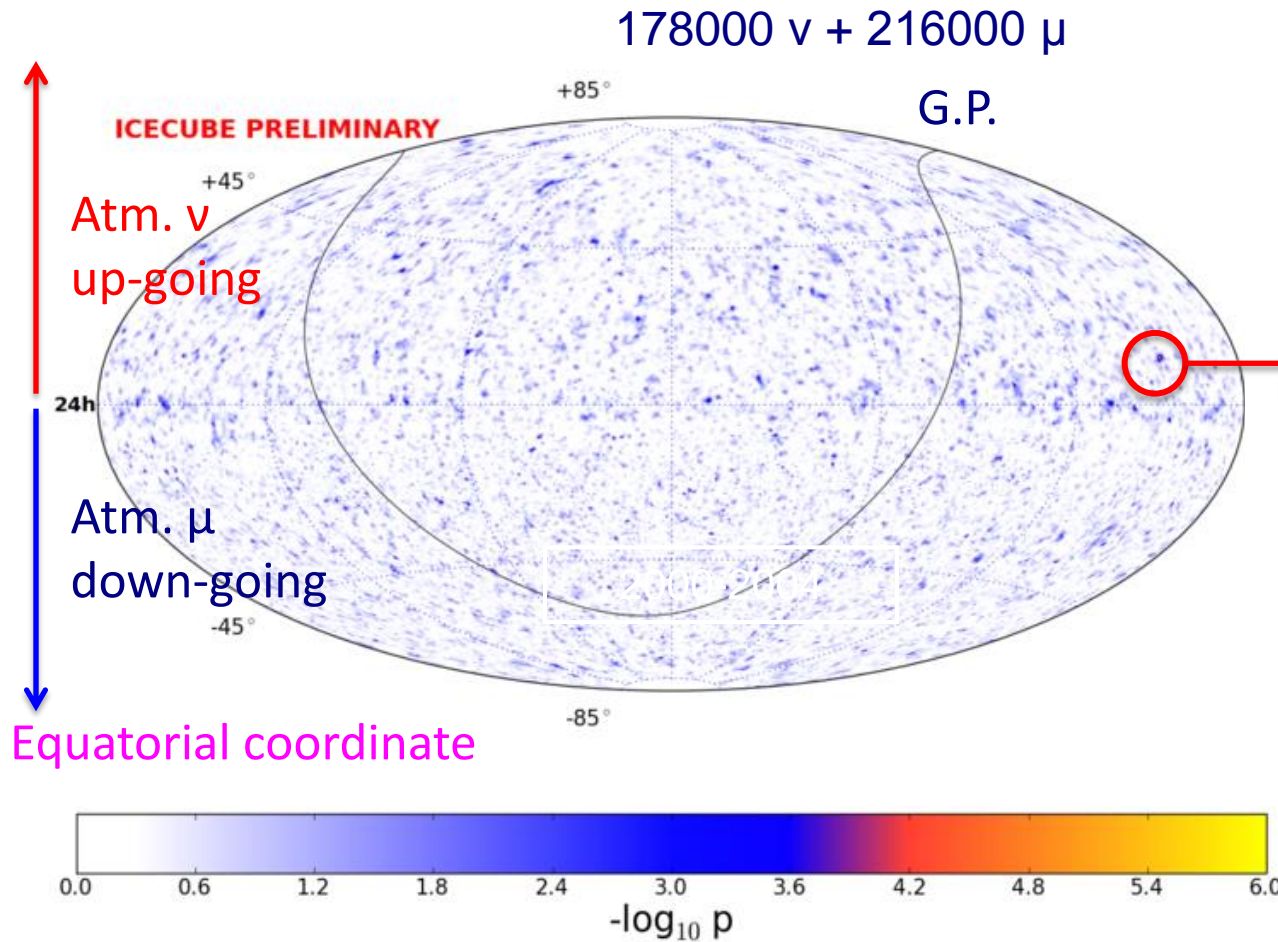 178000 ν + 216000 μ
+85°
G.P.
ICECUBE PRELIMINARY
+45°
Atm. ν
up-going
24h
Atm. μ
down-going
-45°
-85°
Equatorial coordinate
0.0 0.6 1.2 1.8 2.4 3.0 3.6 4.2 4.8 5.4 6.0
-log₁₀ p